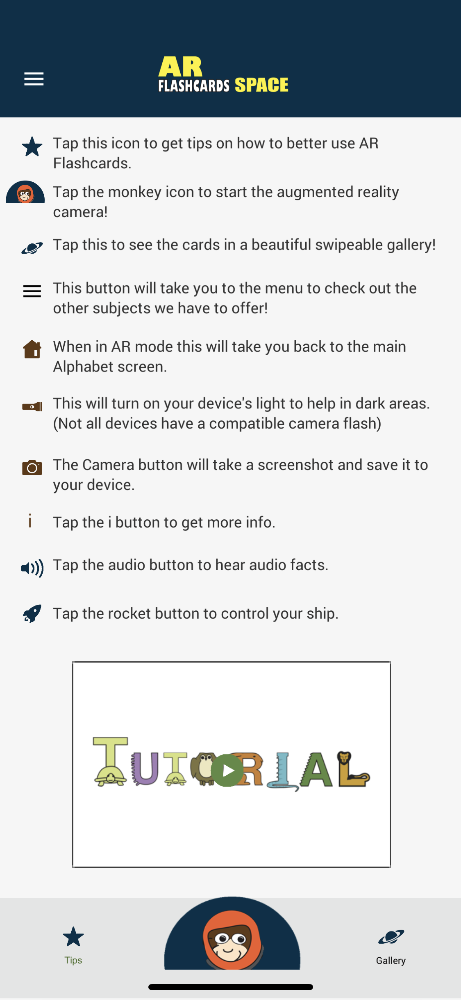 AR
FLASHCARDS SPACE
Tap this icon to get tips on how to better use AR
Flashcards.
Tap the monkey icon to start the augmented reality
camera!
Tap this to see the cards in a beautiful swipeable gallery!
This button will take you to the menu to check out the
other subjects we have to offer!
When in AR mode this will take you back to the main
Alphabet screen.
This will turn on your device's light to help in dark areas.
(Not all devices have a compatible camera flash)
The Camera button will take a screenshot and save it to
your device.
i
Tap the i button to get more info.
Tap the audio button to hear audio facts.
Tap the rocket button to control your ship.
TUTORIAL
Tips
Gallery